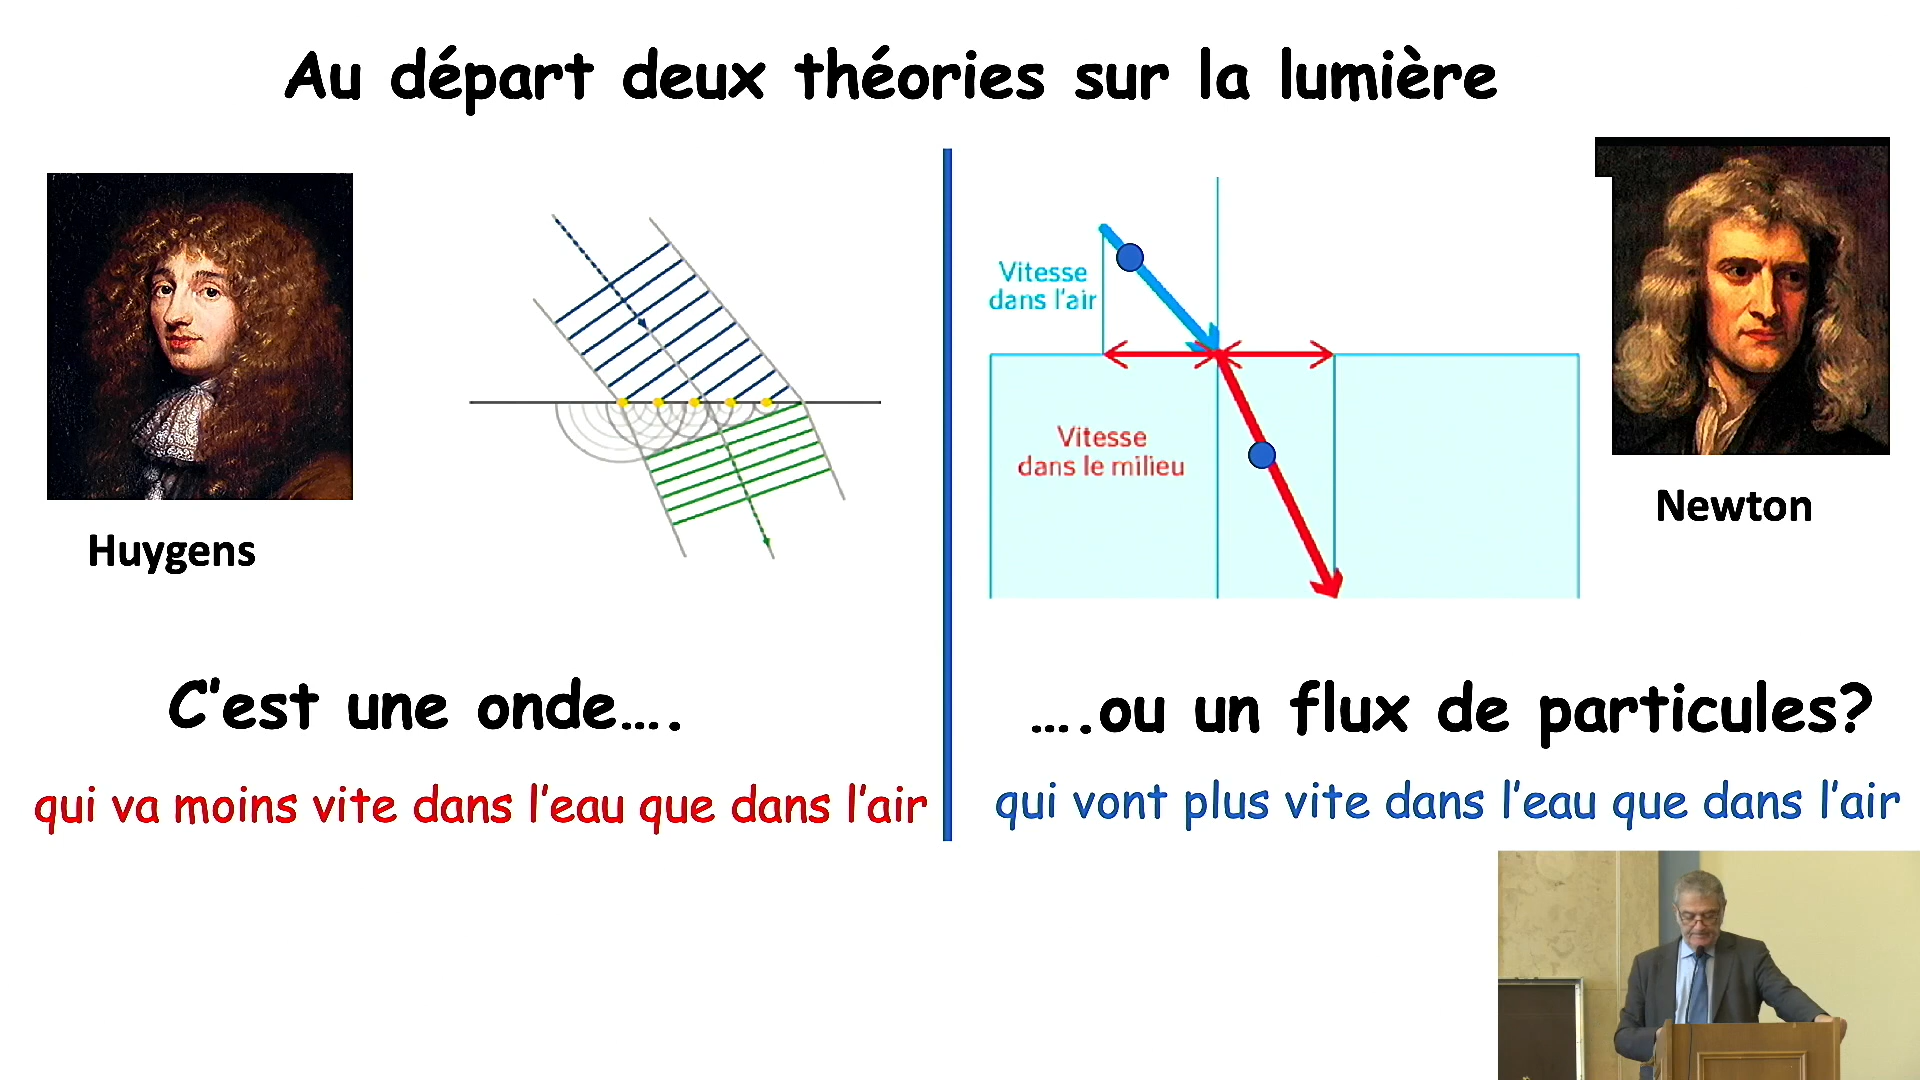 Au départ deux théories sur la lumière
Huygens
C'est une onde....
qui va moins vite dans l'eau que dans l'air
Vitesse
dans l'air
Vitesse
dans le milieu
Newton
....ou un flux de particules?
qui vont plus vite dans l'eau que dans l'air